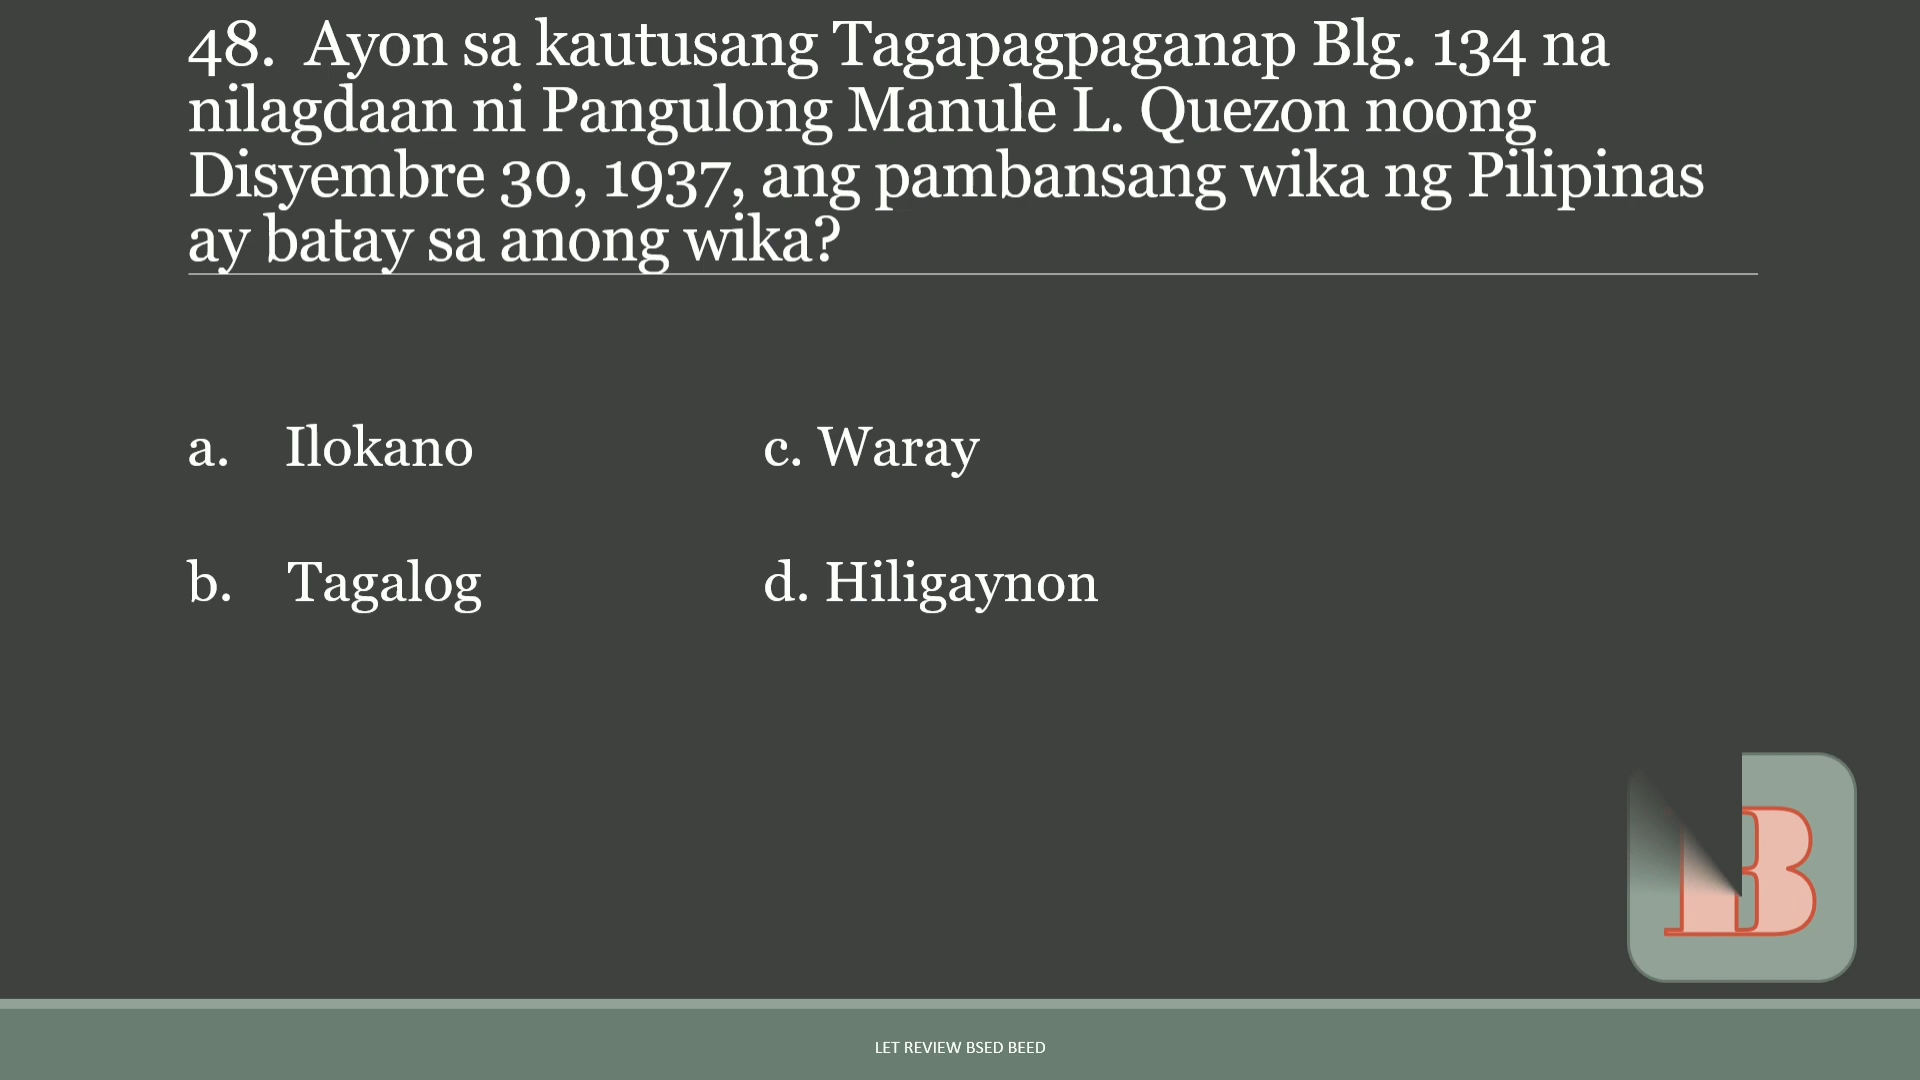 48. Ayon sa kautusang Tagapagpaganap Blg. 134 na
nilagdaan ni Pangulong Manule L. Quezon noong
Disyembre 30, 1937, ang pambansang wika ng Pilipinas
ay batay sa anong wika?
a. Ilokano
c. Waray
b. Tagalog
d. Hiligaynon
B
LET REVIEW BSED BEED